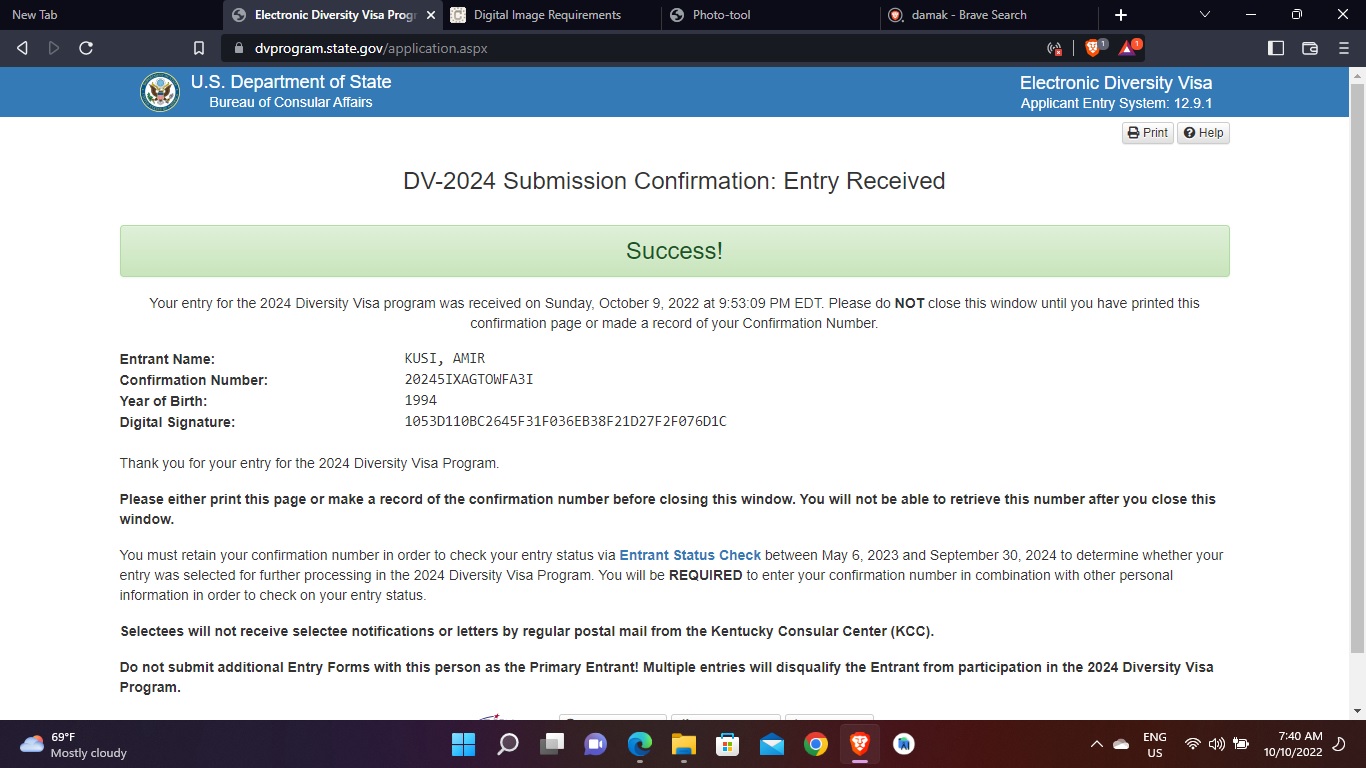 New Tab
Electronic Diversity Visa Progr
Digital Image Requirements
Photo-tool
damak - Brave Search
dvprogram.state.gov/application.aspx
1
1
U.S. Department of State
Bureau of Consular Affairs
Electronic Diversity Visa
Applicant Entry System: 12.9.1
Print
Help
DV-2024 Submission Confirmation: Entry Received
Success!
Your entry for the 2024 Diversity Visa program was received on Sunday, October 9, 2022 at 9:53:09 PM EDT. Please do NOT close this window until you have printed this
confirmation page or made a record of your Confirmation Number.
Entrant Name: KUSI, AMIR
Confirmation Number: 20245IXAGTOWFA3I
Year of Birth: 1994
Digital Signature: 1053D110BC2645F31F036EB38F21D27F2F076D1C
Thank you for your entry for the 2024 Diversity Visa Program.
Please either print this page or make a record of the confirmation number before closing this window. You will not be able to retrieve this number after you close this
window.
You must retain your confirmation number in order to check your entry status via Entrant Status Check between May 6, 2023 and September 30, 2024 to determine whether your
entry was selected for further processing in the 2024 Diversity Visa Program. You will be REQUIRED to enter your confirmation number in combination with other personal
information in order to check on your entry status.
Selectees will not receive selectee notifications or letters by regular postal mail from the Kentucky Consular Center (KCC).
Do not submit additional Entry Forms with this person as the Primary Entrant! Multiple entries will disqualify the Entrant from participation in the 2024 Diversity Visa
Program.
69°F
Mostly cloudy
ENG
US
7:40 AM
10/10/2022